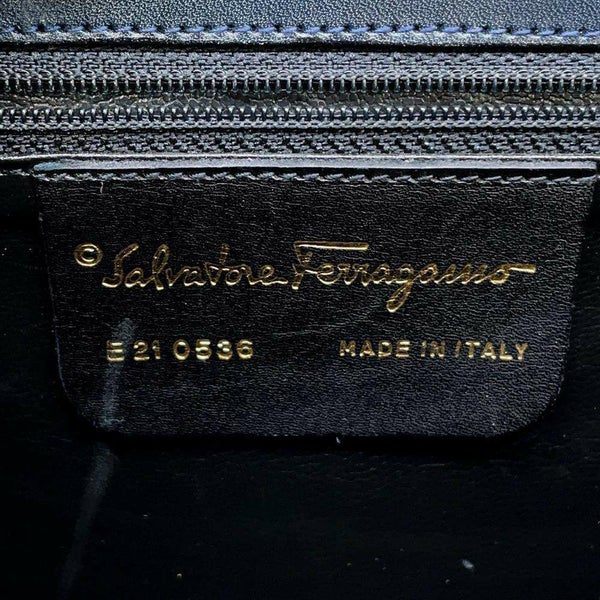 © Salvatore Ferragamo
E 21 0536 MADE IN ITALY